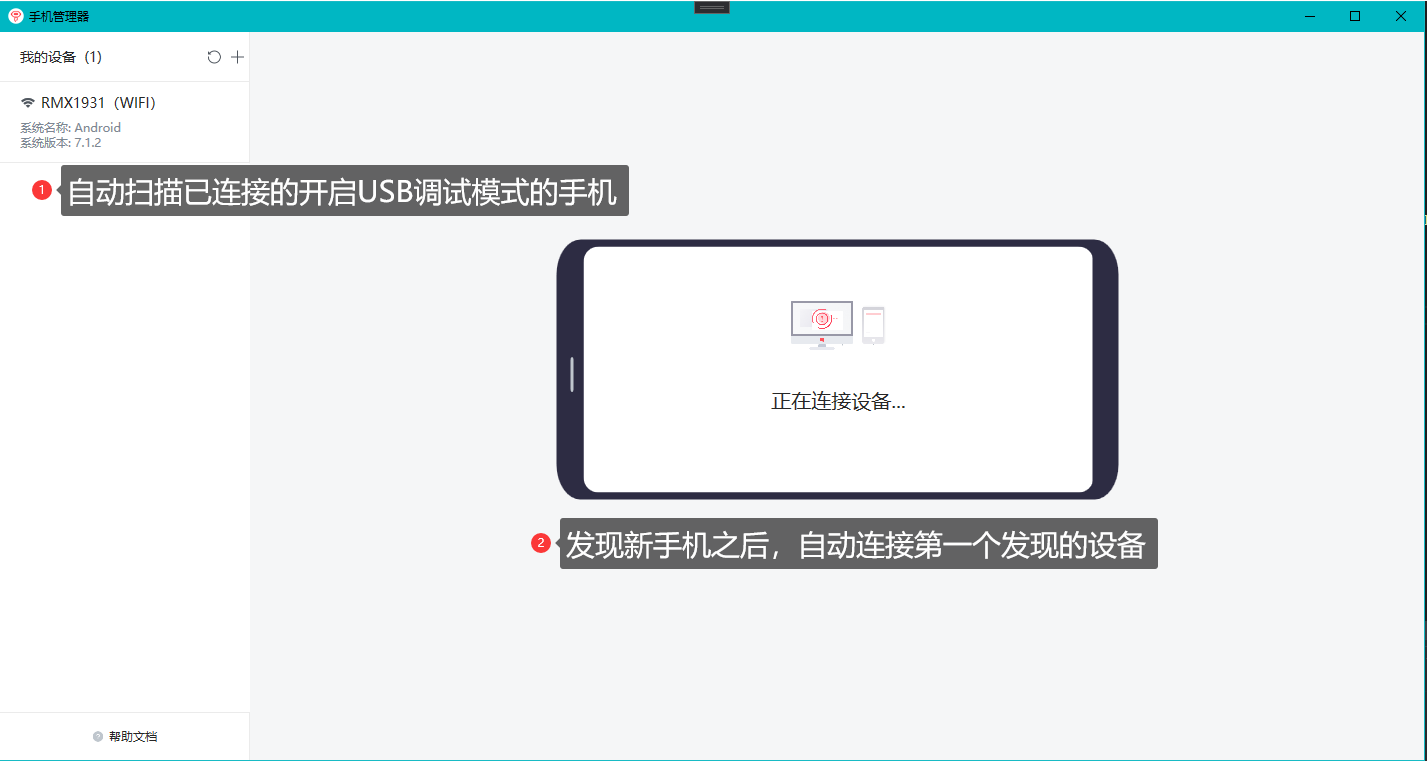 手机管理器
我的设备（1）
RMX1931（WIFI）
系统名称: Android
系统版本: 7.1.2
1 自动扫描已连接的开启USB调试模式的手机
正在连接设备...
2 发现新手机之后，自动连接第一个发现的设备
? 帮助文档